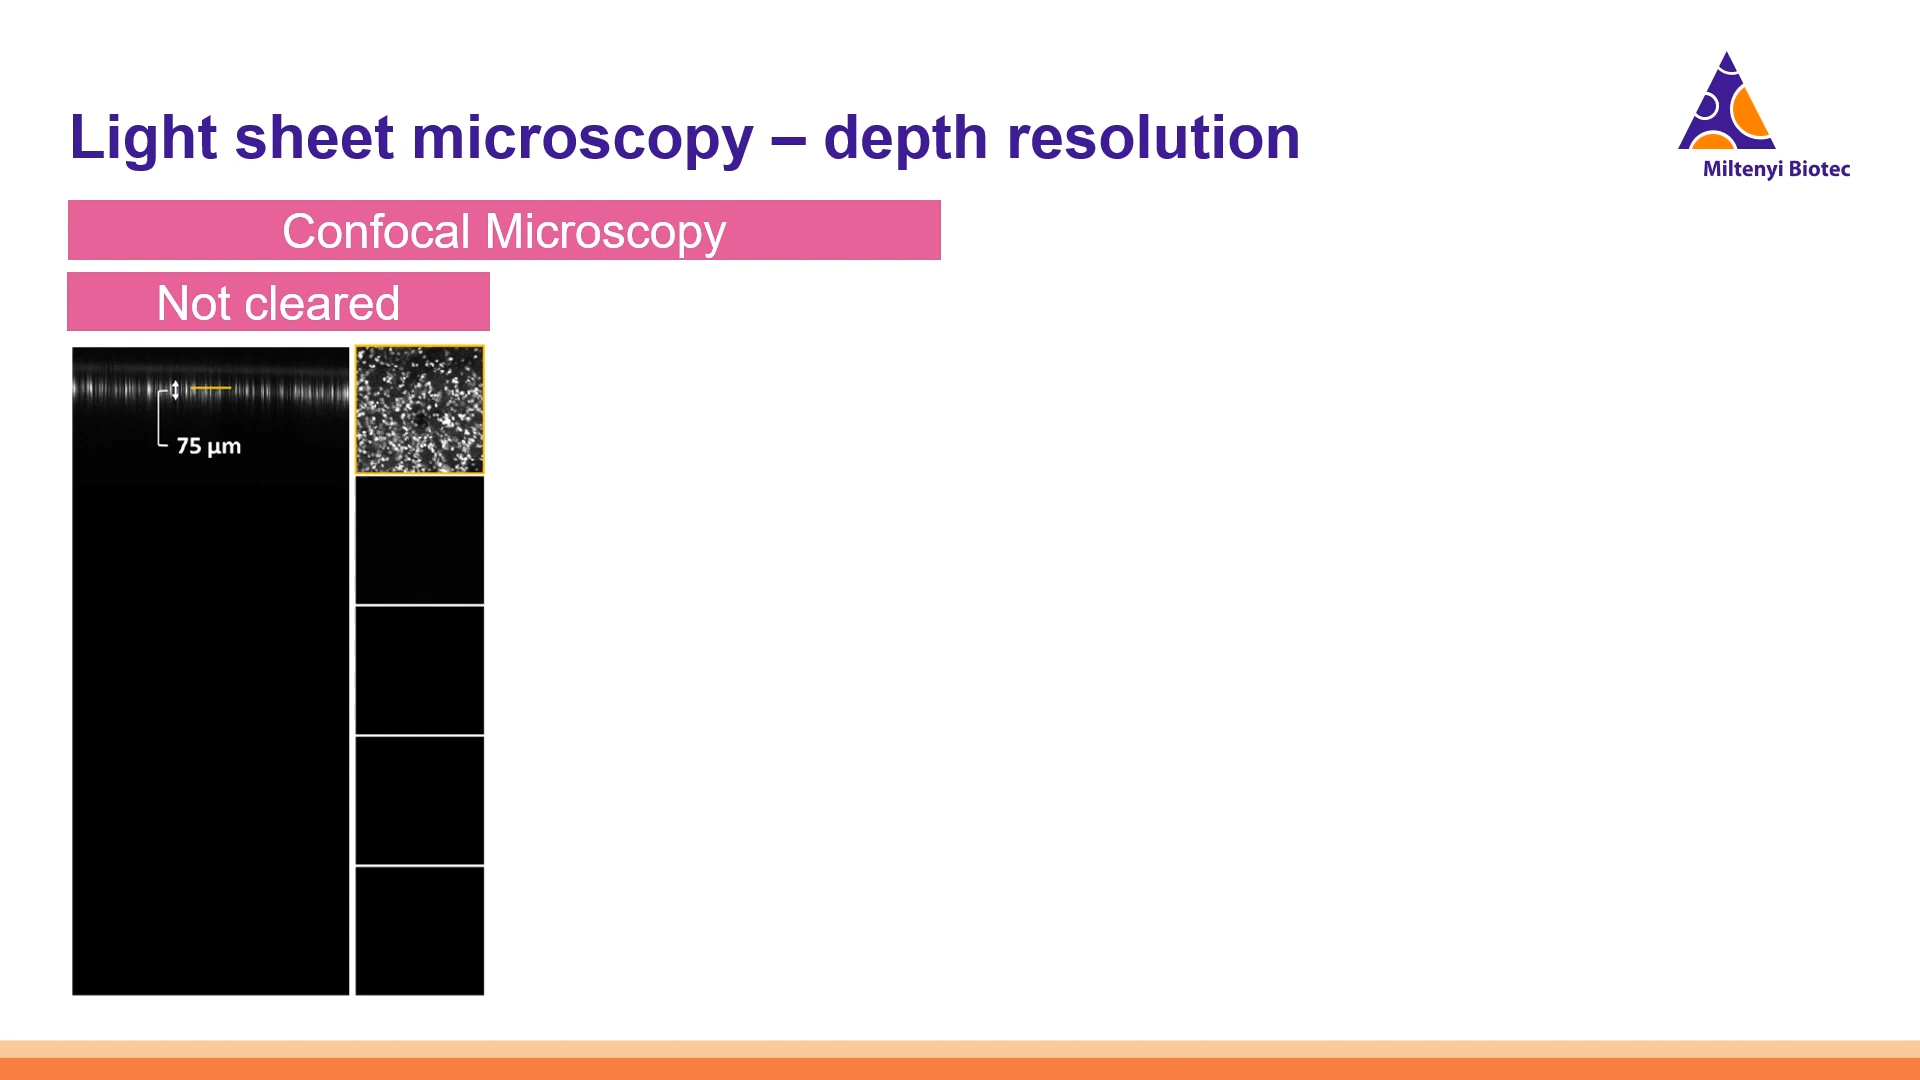 Light sheet microscopy – depth resolution
Miltenyi Biotec
Confocal Microscopy
Not cleared
75 µm